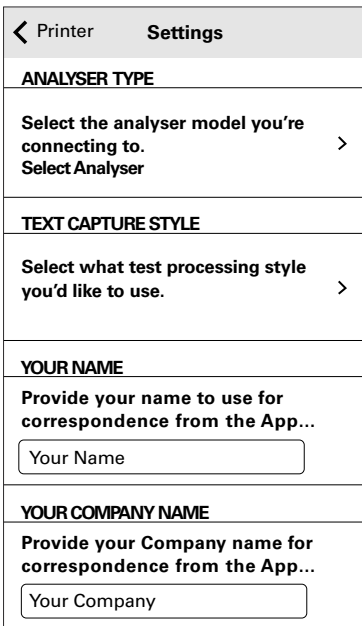 Printer Settings
ANALYSER TYPE
Select the analyser model you're
connecting to.
Select Analyser
TEXT CAPTURE STYLE
Select what test processing style
you'd like to use.
YOUR NAME
Provide your name to use for
correspondence from the App...
Your Name
YOUR COMPANY NAME
Provide your Company name for
correspondence from the App...
Your Company